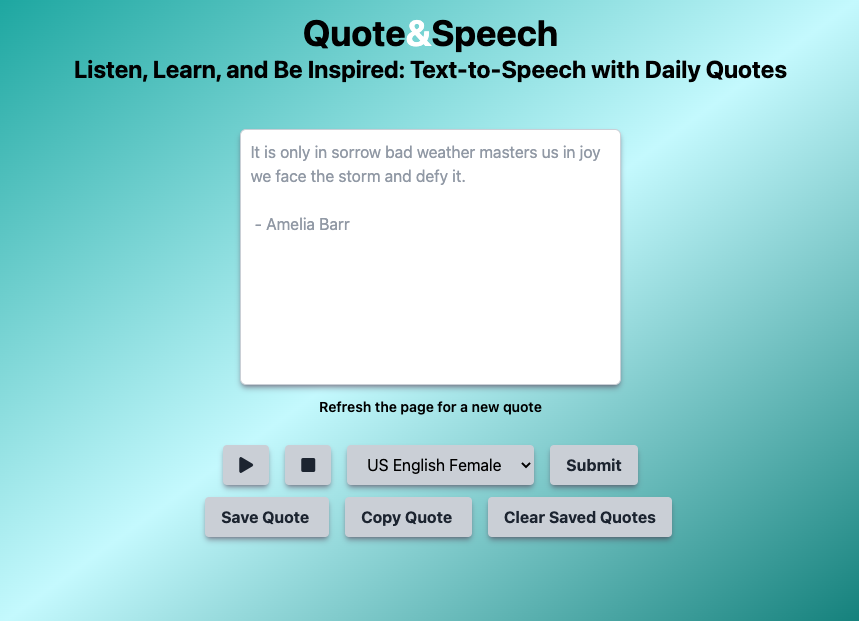 Quote&Speech
Listen, Learn, and Be Inspired: Text-to-Speech with Daily Quotes
It is only in sorrow bad weather masters us in joy
we face the storm and defy it.
- Amelia Barr
Refresh the page for a new quote
US English Female
Submit
Save Quote
Copy Quote
Clear Saved Quotes